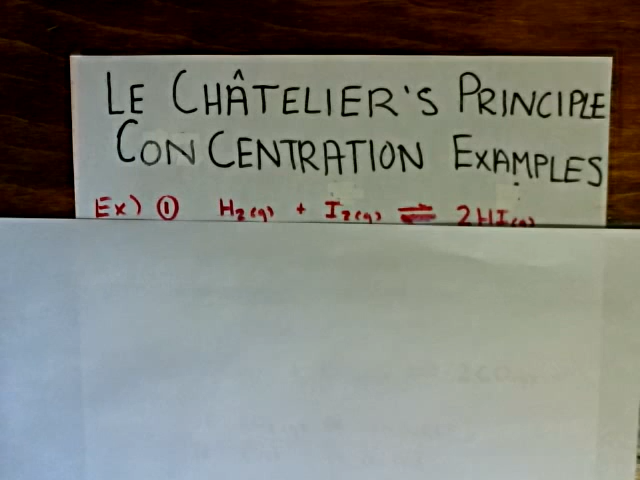 LE CHÂTELIER'S PRINCIPLE
CONCENTRATION EXAMPLES
Ex) ① H₂(g) + I₂(g) ⇌ 2HI(g)